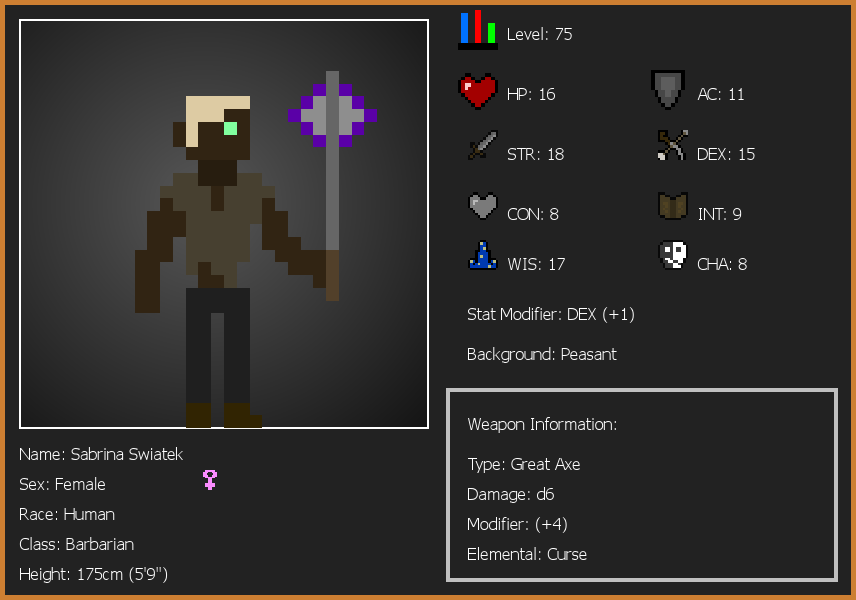 Level: 75
HP: 16
AC: 11
STR: 18
DEX: 15
CON: 8
INT: 9
WIS: 17
CHA: 8
Stat Modifier: DEX (+1)
Background: Peasant
Weapon Information:
Type: Great Axe
Damage: d6
Modifier: (+4)
Elemental: Curse
Name: Sabrina Swiatek
Sex: Female
Race: Human
Class: Barbarian
Height: 175cm (5'9")